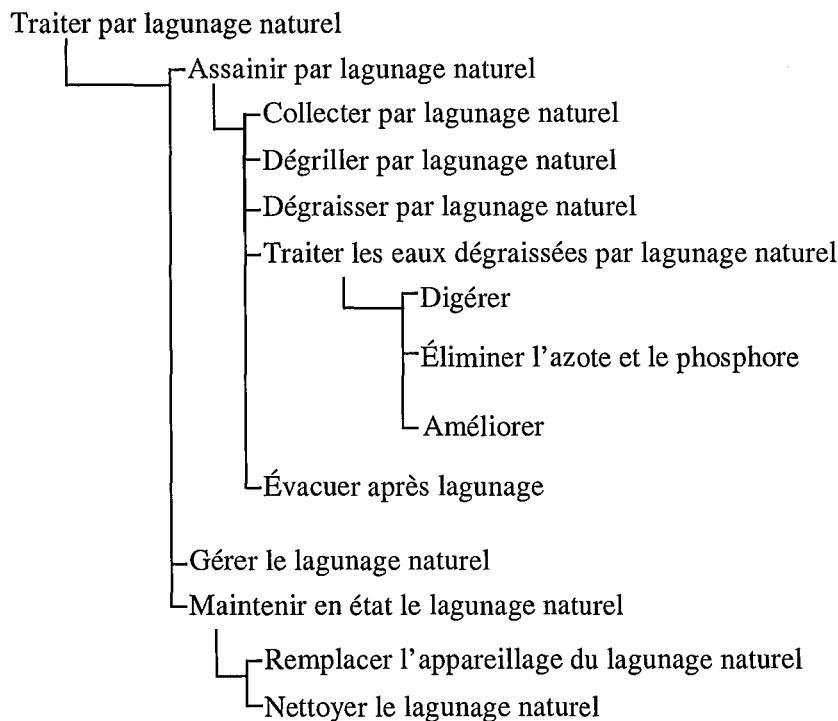 Traiter par lagunage naturel
Assainir par lagunage naturel
Collecter par lagunage naturel
Dégriller par lagunage naturel
Dégraisser par lagunage naturel
Traiter les eaux dégraissées par lagunage naturel
Digérer
Éliminer l'azote et le phosphore
Améliorer
Évacuer après lagunage
Gérer le lagunage naturel
Maintenir en état le lagunage naturel
Remplacer l'appareillage du lagunage naturel
Nettoyer le lagunage naturel